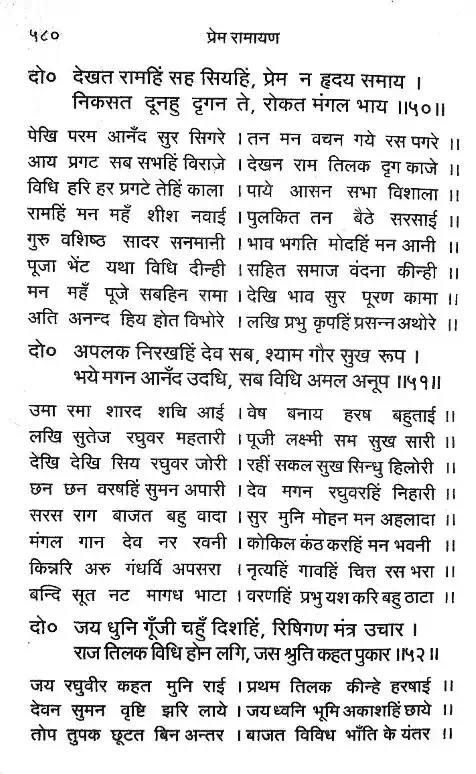 ५८०
प्रेम रामायण
दो० देखत रामहिं सह सियहिं, प्रेम न हृदय समाय ।
निकसत दूनहु दृगन ते, रोकत मंगल भाय ॥५०॥
पेखि परम आनँद सुर सिगरे । तन मन वचन गये रस पगरे ॥
आय प्रगट सब सभहिं विराजे । देखन राम तिलक दृग काजे ॥
विधि हरि हर प्रगटे तेहिं काला । पाये आसन सभा विशाला ॥
रामहिं मन महँ शीश नवाई । पुलकित तन बैठे सरसाई ॥
गुरु वशिष्ठ सादर सनमानी । भाव भगति मोदहिं मन आनी ॥
पूजा भेंट यथा विधि दीन्ही । सहित समाज वंदना कीन्ही ॥
मन महँ पूजे सबहिन रामा । देखि भाव सुर पूरण कामा ॥
अति अनन्द हिय होत विभोरे । लखि प्रभु कृपहिं प्रसन्न अथोरे ॥
दो० अपलक निरखहिं देव सब, श्याम गौर सुख रूप ।
भये मगन आनँद उदधि, सब विधि अमल अनूप ॥५१॥
उमा रमा शारद शचि आई । वेष बनाय हरष बहुताई ॥
लखि सुतेज रघुवर महतारी । पूजी लक्ष्मी सम सुख सारी ॥
देखि देखि सिय रघुवर जोरी । रहीं सकल सुख सिन्धु हिलोरी ॥
छन छन वरषहिं सुमन अपारी । देव मगन रघुवरहिं निहारी ॥
सरस राग बाजत बहु वादा । सुर मुनि मोहन मन अहलादा ॥
मंगल गान देव नर रवनी । कोकिल कंठ करहिं मन भवनी ॥
किन्नरि अरु गंधर्वि अपसरा । नृत्यहिं गावहिं चित्त रस भरा ॥
बन्दि सूत नट मागध भाटा । वरणहिं प्रभु यश करि बहु ठाटा ॥
दो० जय धुनि गूँजी चहुँ दिशहिं, रिषिगण मंत्र उचार ।
राज तिलक विधि होन लगि, जस श्रुति कहत पुकार ॥५२॥
जय रघुवीर कहत मुनि राई । प्रथम तिलक कीन्हे हरषाई ॥
देवन सुमन वृष्टि झरि लाये । जय ध्वनि भूमि अकाशहिं छाये ॥
तोप तुपक छूटत बिन अन्तर । बाजत विविध भाँति के यंतर ॥